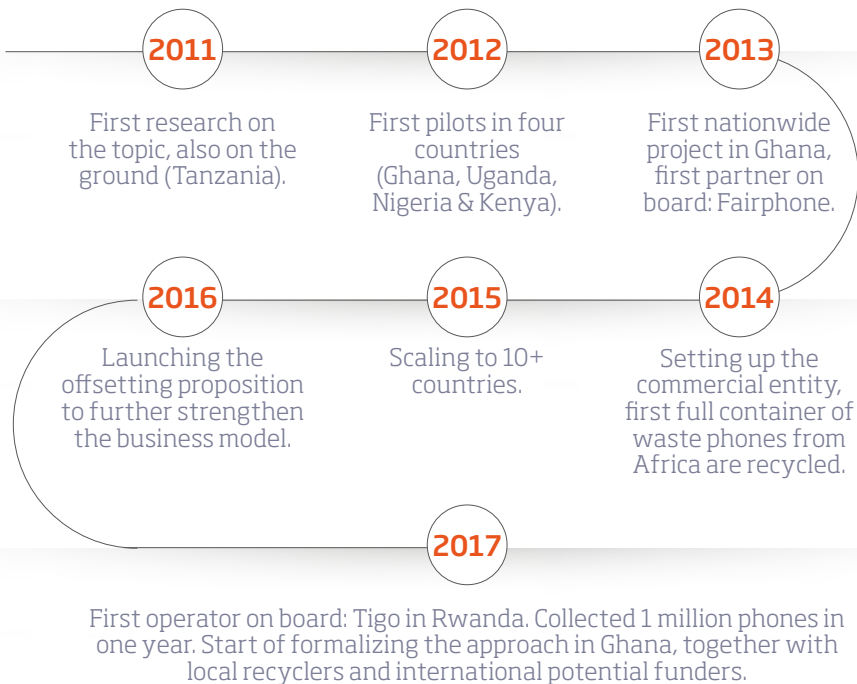 2011
First research on
the topic, also on the
ground (Tanzania).
2012
First pilots in four
countries
(Ghana, Uganda,
Nigeria & Kenya).
2013
First nationwide
project in Ghana,
first partner on
board: Fairphone.
2014
Setting up the
commercial entity,
first full container of
waste phones from
Africa are recycled.
2015
Scaling to 10+
countries.
2016
Launching the
offsetting proposition
to further strengthen
the business model.
2017
First operator on board: Tigo in Rwanda. Collected 1 million phones in
one year. Start of formalizing the approach in Ghana, together with
local recyclers and international potential funders.